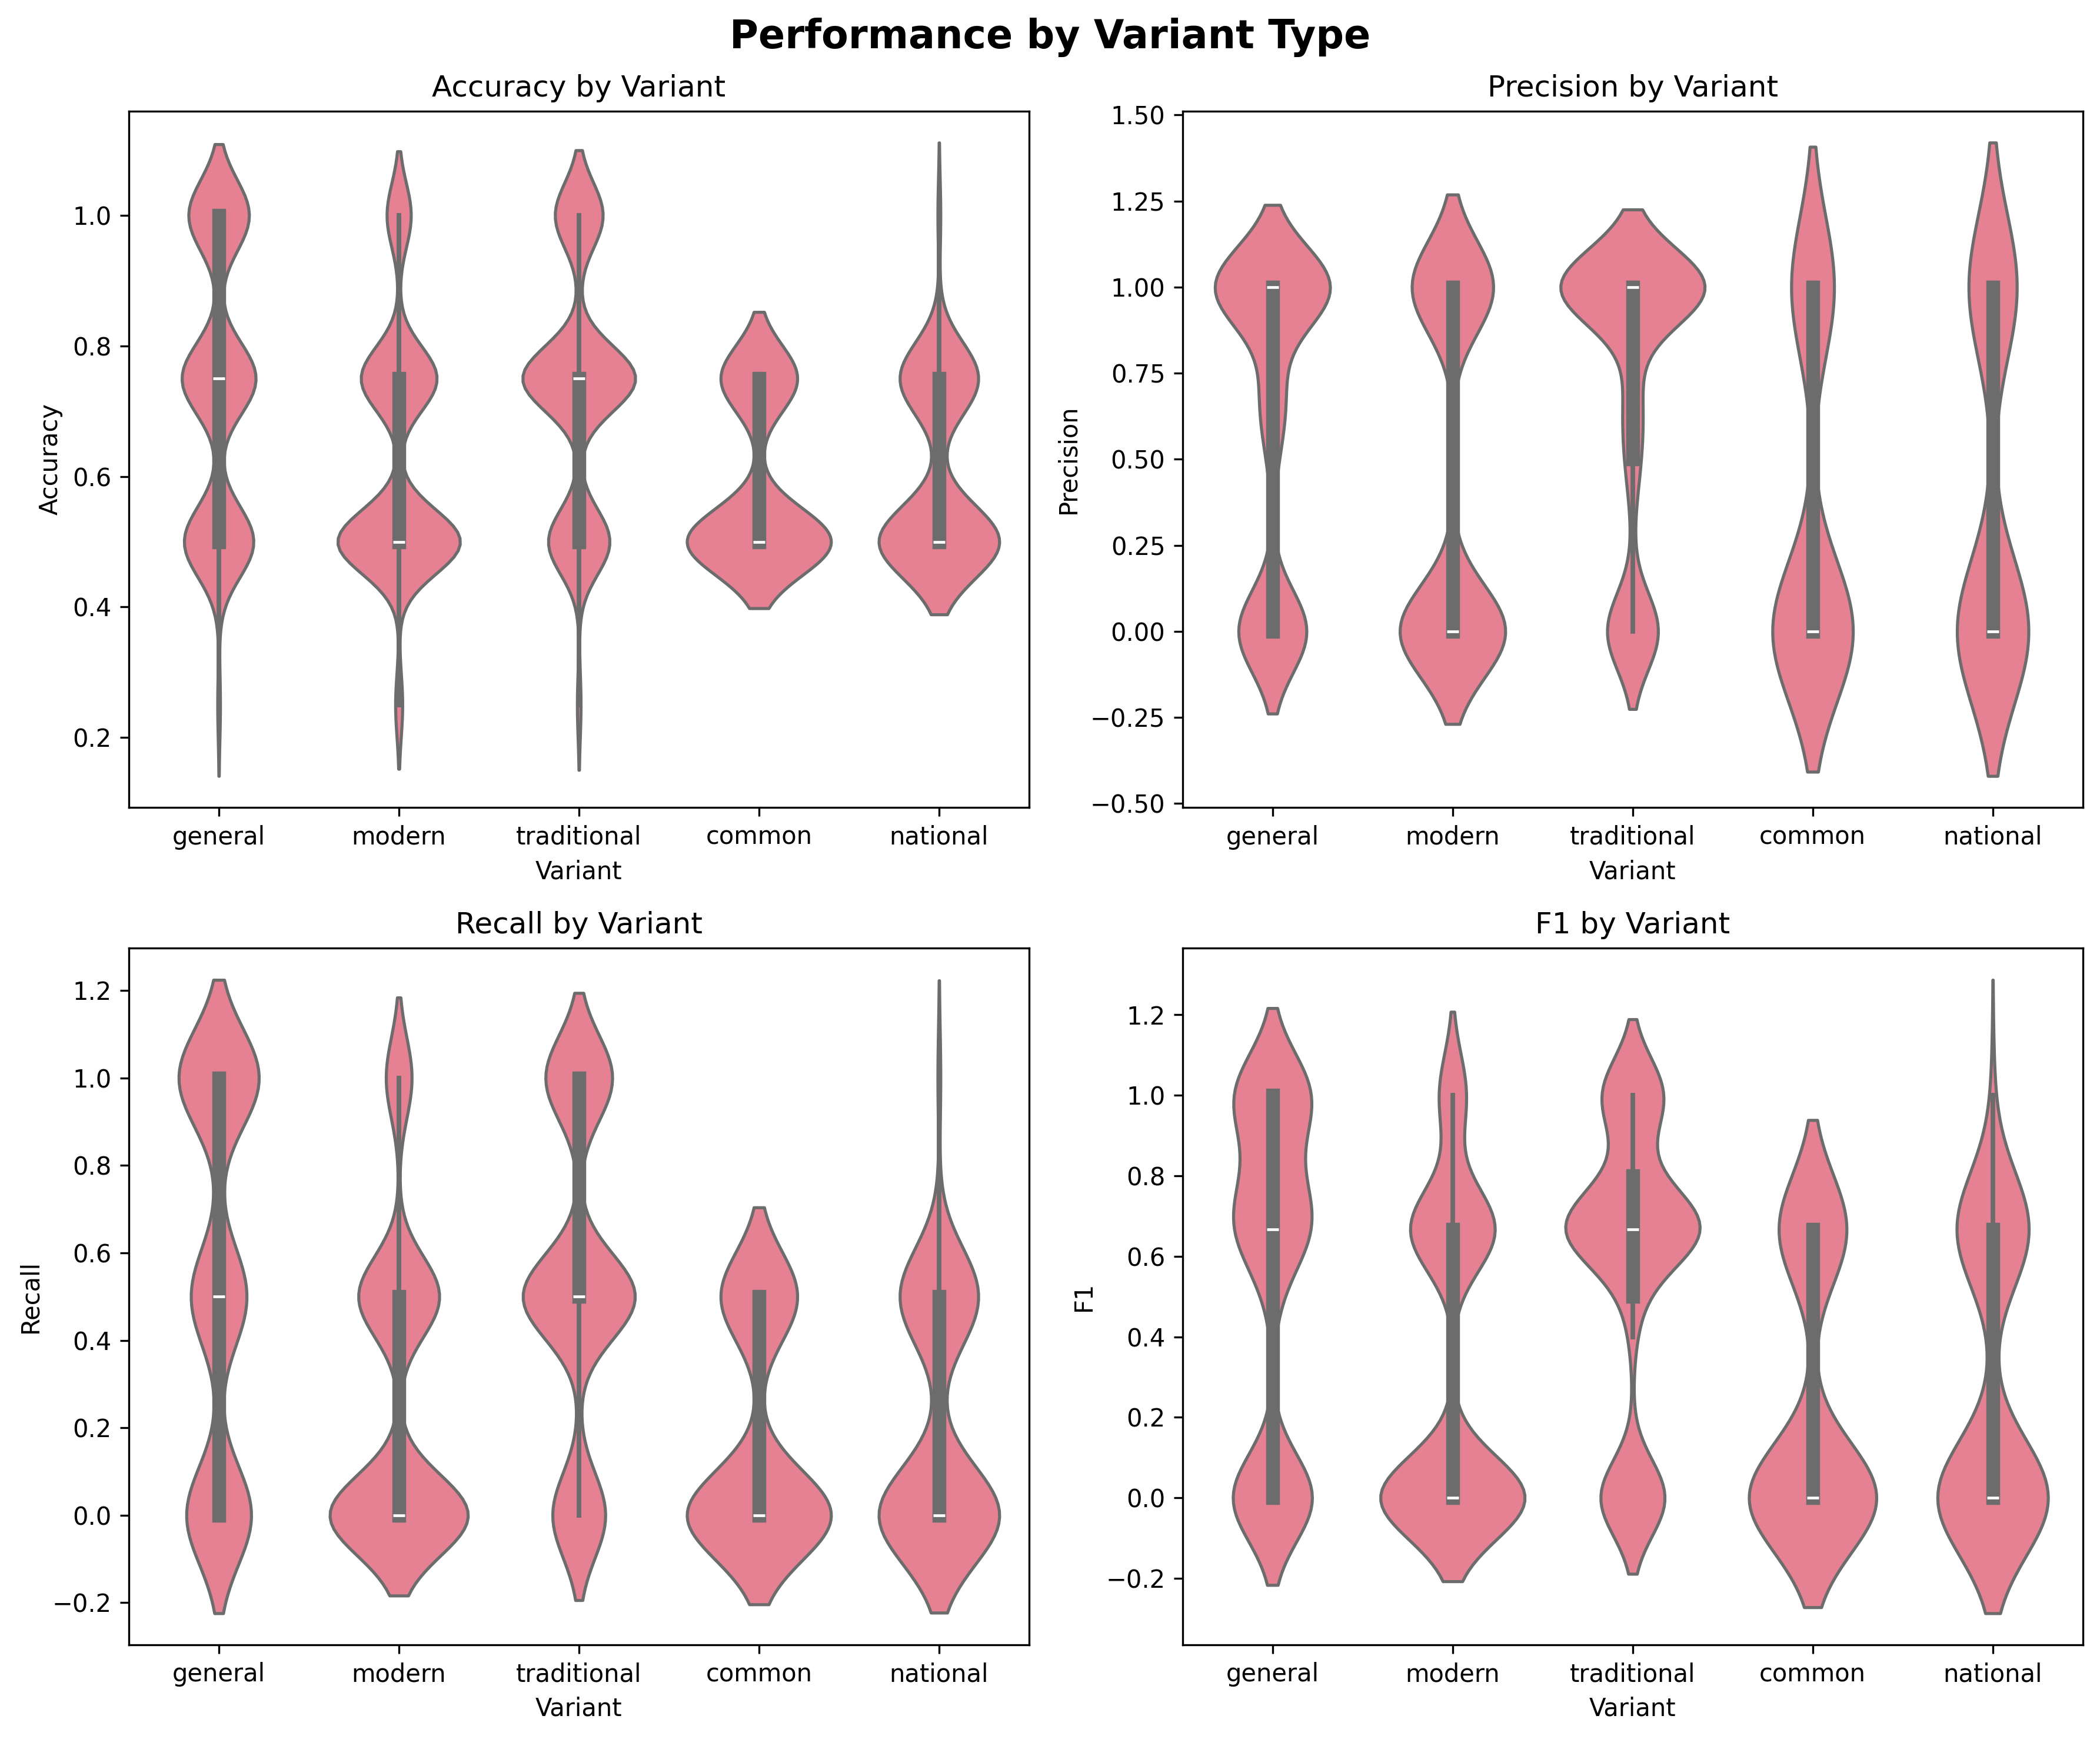 Performance by Variant Type
Accuracy by Variant
Accuracy
1.0
0.8
0.6
0.4
0.2
general modern traditional common national
Variant
Precision by Variant
Precision
1.50
1.25
1.00
0.75
0.50
0.25
0.00
−0.25
−0.50
general modern traditional common national
Variant
Recall by Variant
Recall
1.2
1.0
0.8
0.6
0.4
0.2
0.0
−0.2
general modern traditional common national
Variant
F1 by Variant
F1
1.2
1.0
0.8
0.6
0.4
0.2
0.0
−0.2
general modern traditional common national
Variant